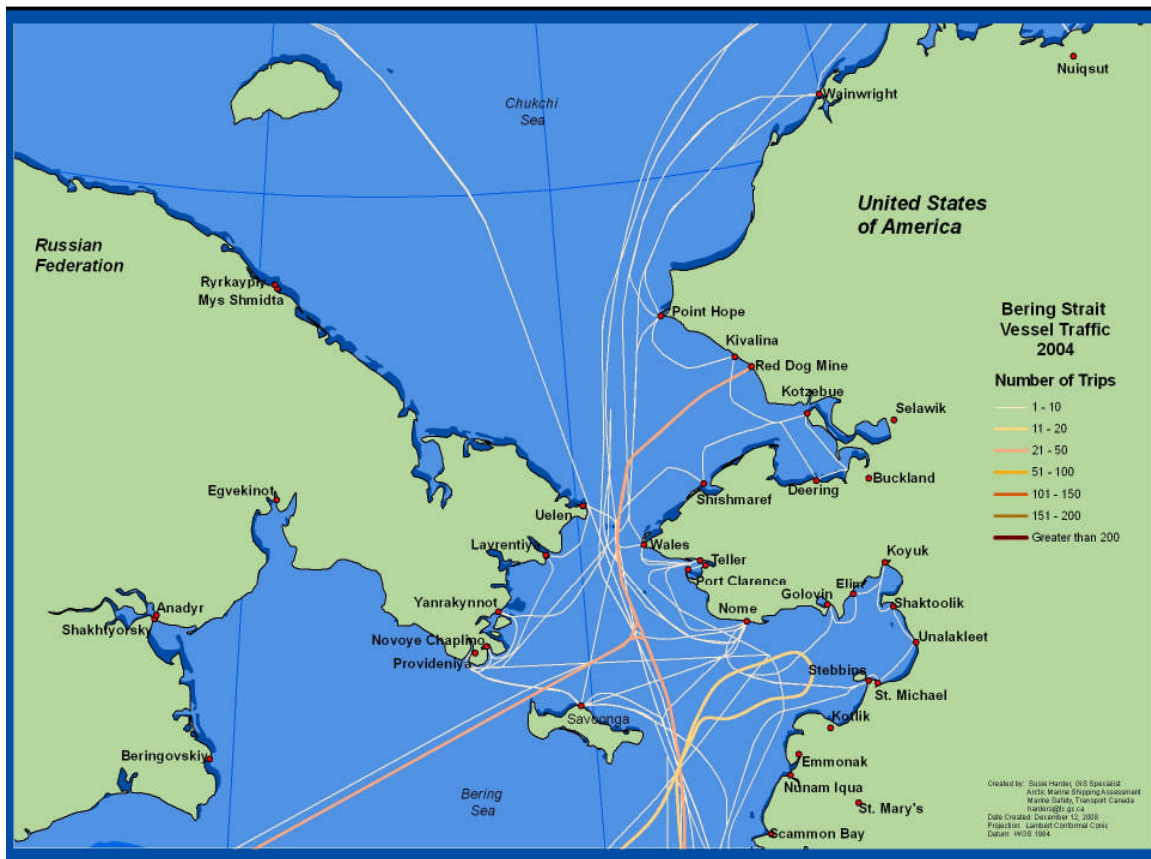 Nuiqsut
Wainwright
Chukchi
Sea
United States
of America
Russian
Federation
Ryrkaypiy
Mys Shmidta
Point Hope
Kivalina
Red Dog Mine
Kotzebue
Selawik
Buckland
Deering
Shishmaref
Egvekinot
Uelen
Lavrentiya
Wales
Teller
Port Clarence
Koyuk
Elim
Golovin
Shaktoolik
Nome
Unalakleet
Yanrakynnot
Anadyr
Shakhtyorsky
Novoye Chaplino
Provideniya
Stebbins
St. Michael
Savoonga
Kotlik
Beringovskiy
Emmonak
Nunam Iqua
Bering
Sea
St. Mary's
Scammon Bay
Bering Strait
Vessel Traffic
2004
Number of Trips
1 - 10
11 - 20
21 - 50
51 - 100
101 - 150
151 - 200
Greater than 200
Created by: Susie Harder, GIS Specialist
Arctic Marine Shipping Assessment
Marine Safety, Transport Canada
harders@tc.gc.ca
Date Created: December 12, 2008
Projection: Lambert Conformal Conic
Datum: WGS 1984